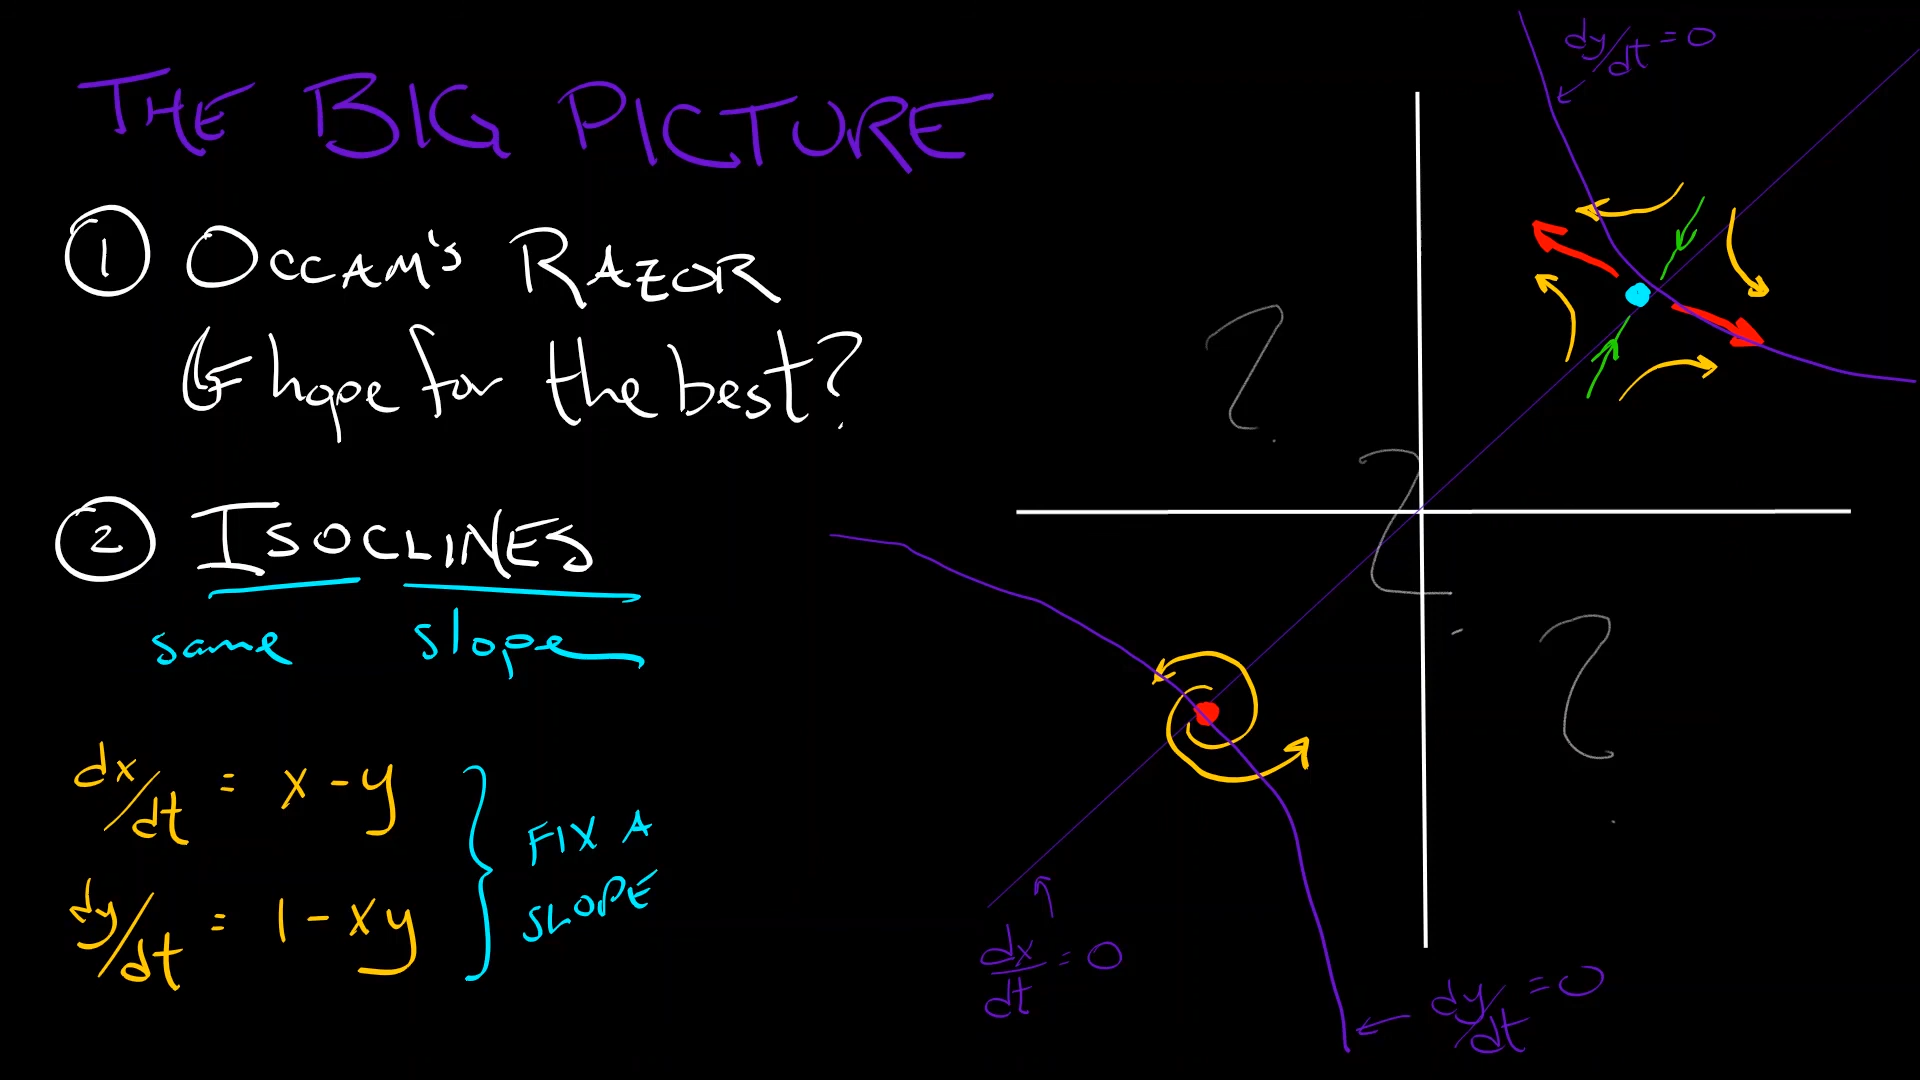 THE BIG PICTURE
① OCCAM'S RAZOR
& hope for the best?
② ISOCLINES
same slope
dx/dt = x - y
dy/dt = 1 - xy
FIX A
SLOPE
dy/dt = 0
?
?
?
dx/dt = 0
dy/dt = 0